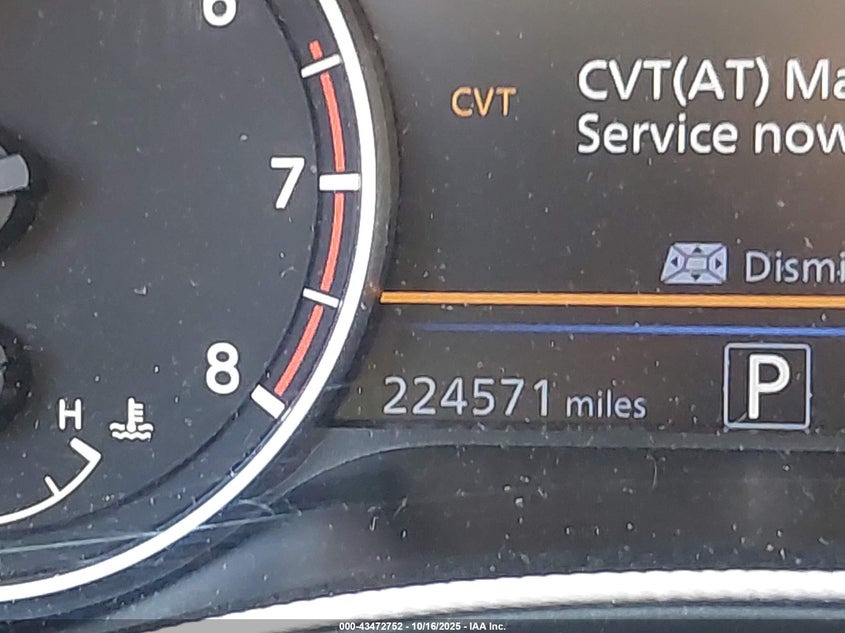 6
7
8
H
CVT
CVT(AT) Ma
Service now
Dismi
224571 miles
P
000-43472752 - 10/16/2025 - IAA Inc.